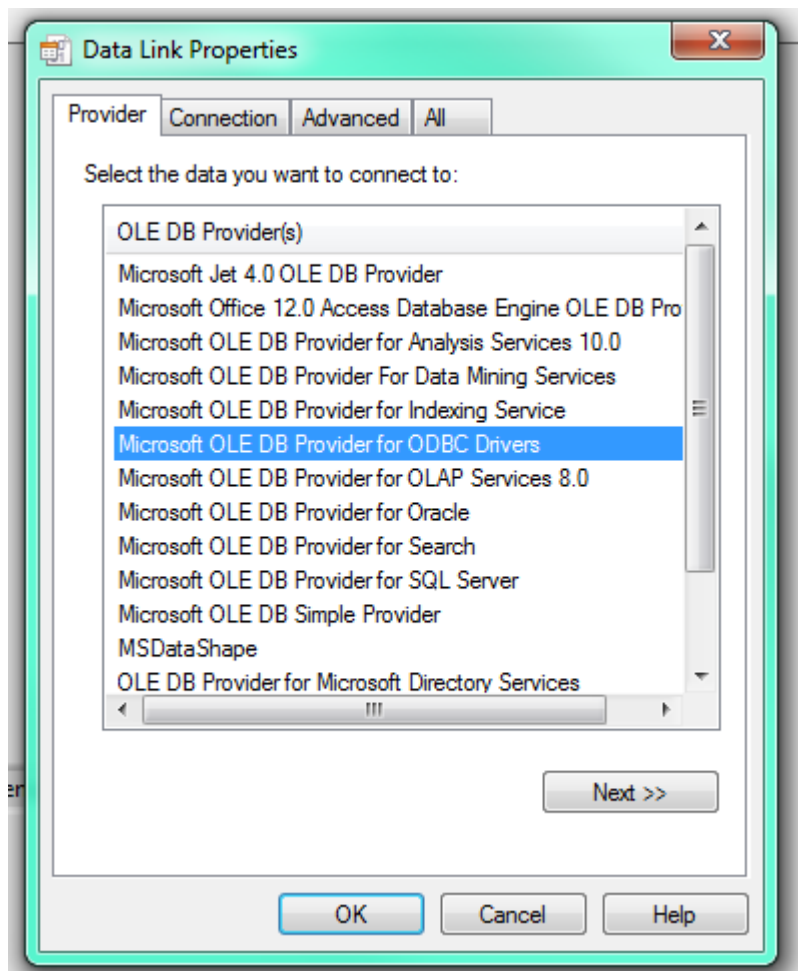 Data Link Properties
Provider Connection Advanced All
Select the data you want to connect to:
OLE DB Provider(s)
Microsoft Jet 4.0 OLE DB Provider
Microsoft Office 12.0 Access Database Engine OLE DB Pro
Microsoft OLE DB Provider for Analysis Services 10.0
Microsoft OLE DB Provider For Data Mining Services
Microsoft OLE DB Provider for Indexing Service
Microsoft OLE DB Provider for ODBC Drivers
Microsoft OLE DB Provider for OLAP Services 8.0
Microsoft OLE DB Provider for Oracle
Microsoft OLE DB Provider for Search
Microsoft OLE DB Provider for SQL Server
Microsoft OLE DB Simple Provider
MSDataShape
OLE DB Provider for Microsoft Directory Services
er
Next >>
OK Cancel Help